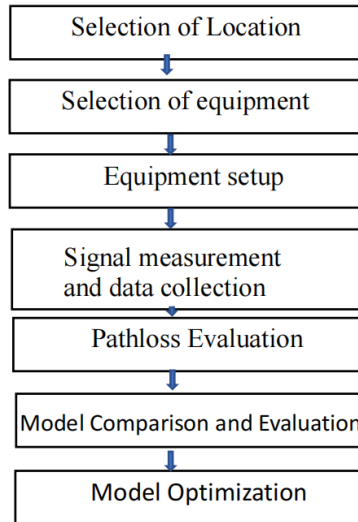 Selection of Location
Selection of equipment
Equipment setup
Signal measurement
and data collection
Pathloss Evaluation
Model Comparison and Evaluation
Model Optimization